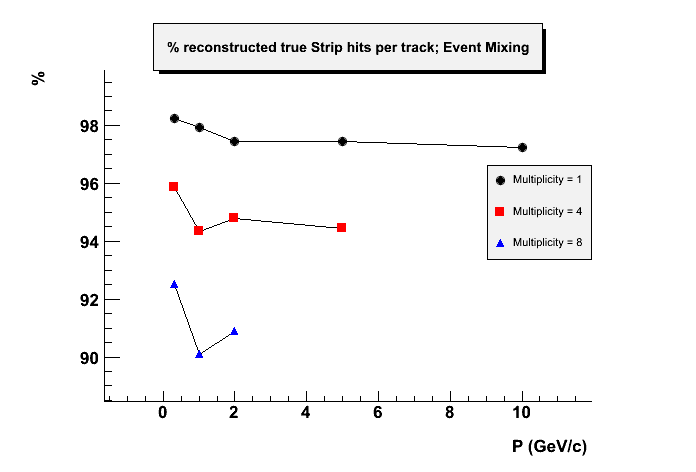 % reconstructed true Strip hits per track; Event Mixing
%
98
96
94
92
90
Multiplicity = 1
Multiplicity = 4
Multiplicity = 8
0 2 4 6 8 10
P (GeV/c)